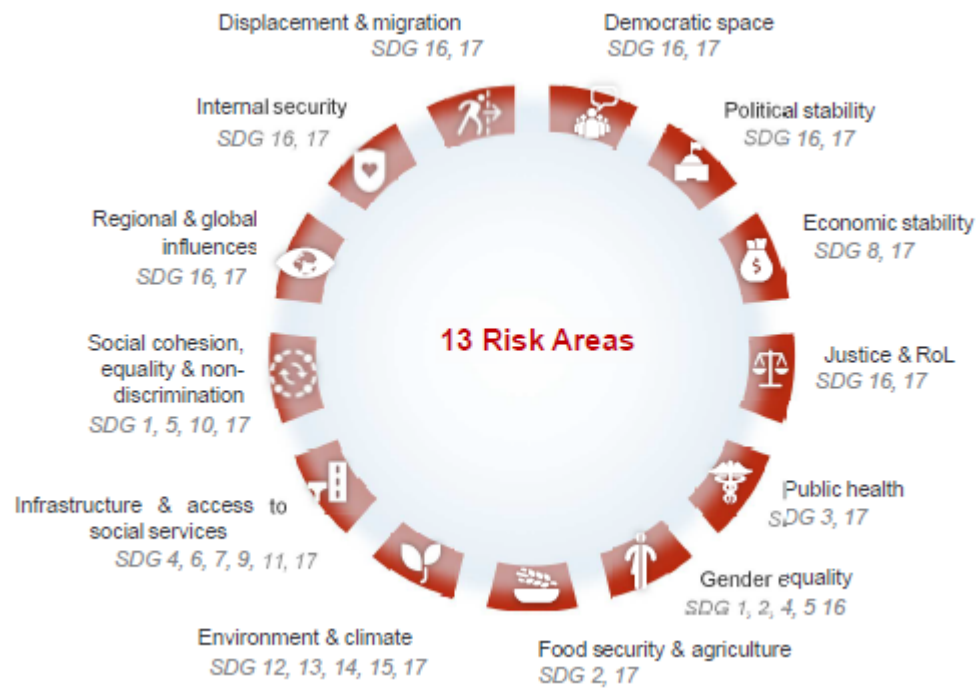 Displacement & migration
SDG 16, 17
Democratic space
SDG 16, 17
Internal security
SDG 16, 17
Political stability
SDG 16, 17
Regional & global
influences
SDG 16, 17
Economic stability
SDG 8, 17
13 Risk Areas
Social cohesion,
equality & non-
discrimination
SDG 1, 5, 10, 17
Justice & RoL
SDG 16, 17
Infrastructure & access to
social services
SDG 4, 6, 7, 9, 11, 17
Public health
SDG 3, 17
Gender equality
SDG 1, 2, 4, 5 16
Environment & climate
SDG 12, 13, 14, 15, 17
Food security & agriculture
SDG 2, 17
$